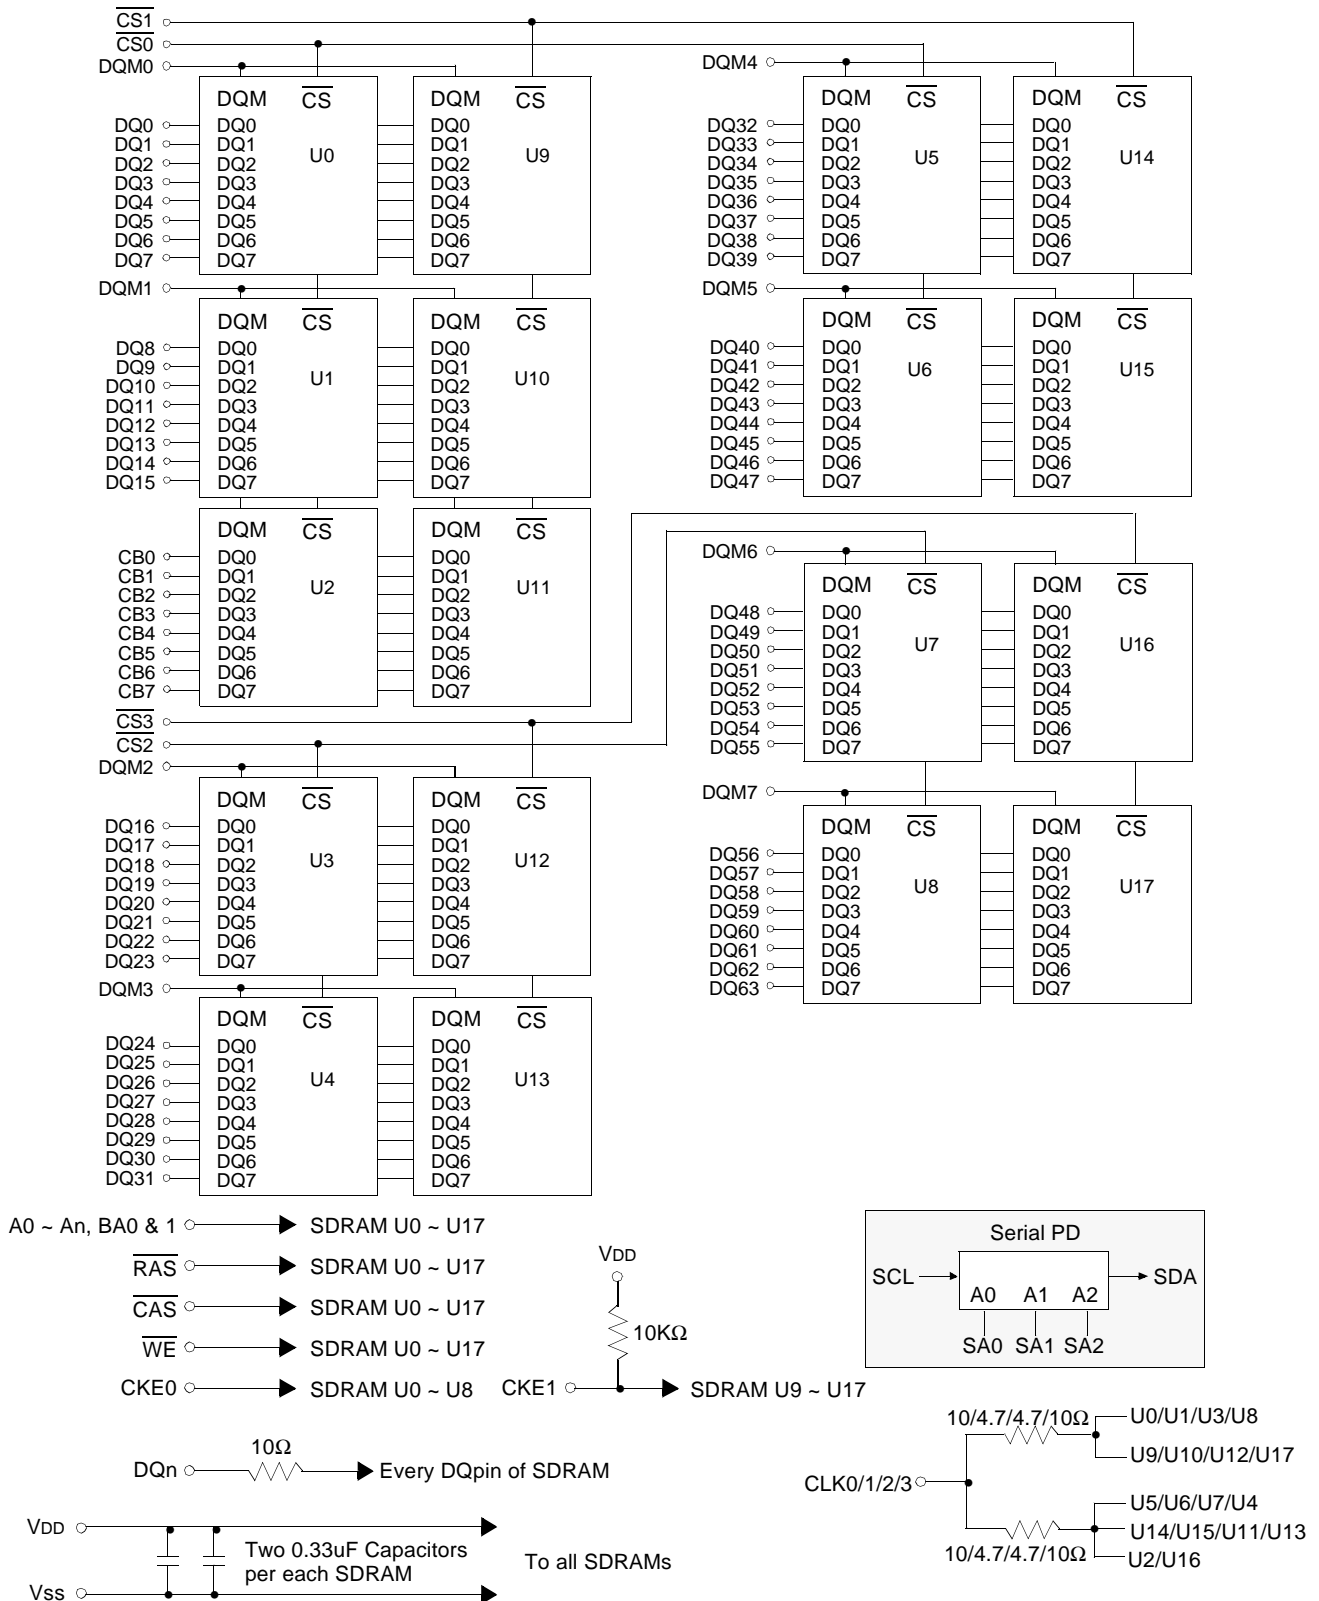 CS1
CS0
DQM0
DQM CS
DQ0 DQ0 DQ0
DQ1 DQ1 DQ1
U0 U9
DQ2 DQ2 DQ2
DQ3 DQ3 DQ3
DQ4 DQ4 DQ4
DQ5 DQ5 DQ5
DQ6 DQ6 DQ6
DQ7 DQ7 DQ7
DQM CS
DQM1
DQM CS DQM CS
DQ8 DQ0 DQ0
DQ9 DQ1 DQ1
U1 U10
DQ10 DQ2 DQ2
DQ11 DQ3 DQ3
DQ12 DQ4 DQ4
DQ13 DQ5 DQ5
DQ14 DQ6 DQ6
DQ15 DQ7 DQ7
DQM CS DQM CS
CB0 DQ0 DQ0
CB1 DQ1 DQ1
U2 U11
CB2 DQ2 DQ2
CB3 DQ3 DQ3
CB4 DQ4 DQ4
CB5 DQ5 DQ5
CB6 DQ6 DQ6
CB7 DQ7 DQ7
CS3
CS2
DQM2
DQM CS DQM CS
DQ16 DQ0 DQ0
DQ17 DQ1 DQ1
U3 U12
DQ18 DQ2 DQ2
DQ19 DQ3 DQ3
DQ20 DQ4 DQ4
DQ21 DQ5 DQ5
DQ22 DQ6 DQ6
DQ23 DQ7 DQ7
DQM3
DQM CS DQM CS
DQ24 DQ0 DQ0
DQ25 DQ1 DQ1
U4 U13
DQ26 DQ2 DQ2
DQ27 DQ3 DQ3
DQ28 DQ4 DQ4
DQ29 DQ5 DQ5
DQ30 DQ6 DQ6
DQ31 DQ7 DQ7
DQM4
DQM CS DQM CS
DQ32 DQ0 DQ0
DQ33 DQ1 DQ1
U5 U14
DQ34 DQ2 DQ2
DQ35 DQ3 DQ3
DQ36 DQ4 DQ4
DQ37 DQ5 DQ5
DQ38 DQ6 DQ6
DQ39 DQ7 DQ7
DQM5
DQM CS DQM CS
DQ40 DQ0 DQ0
DQ41 DQ1 DQ1
U6 U15
DQ42 DQ2 DQ2
DQ43 DQ3 DQ3
DQ44 DQ4 DQ4
DQ45 DQ5 DQ5
DQ46 DQ6 DQ6
DQ47 DQ7 DQ7
DQM6
DQM CS DQM CS
DQ48 DQ0 DQ0
DQ49 DQ1 DQ1
U7 U16
DQ50 DQ2 DQ2
DQ51 DQ3 DQ3
DQ52 DQ4 DQ4
DQ53 DQ5 DQ5
DQ54 DQ6 DQ6
DQ55 DQ7 DQ7
DQM7
DQM CS DQM CS
DQ56 DQ0 DQ0
DQ57 DQ1 DQ1
U8 U17
DQ58 DQ2 DQ2
DQ59 DQ3 DQ3
DQ60 DQ4 DQ4
DQ61 DQ5 DQ5
DQ62 DQ6 DQ6
DQ63 DQ7 DQ7
A0 ~ An, BA0 & 1 SDRAM U0 ~ U17
RAS SDRAM U0 ~ U17
CAS SDRAM U0 ~ U17
WE SDRAM U0 ~ U17
CKE0 SDRAM U0 ~ U8
VDD
10KΩ
CKE1 SDRAM U9 ~ U17
Serial PD
SCL SDA
A0 A1 A2
SA0 SA1 SA2
DQn 10Ω Every DQpin of SDRAM
10/4.7/4.7/10Ω U0/U1/U3/U8
U9/U10/U12/U17
CLK0/1/2/3
U5/U6/U7/U4
U14/U15/U11/U13
10/4.7/4.7/10Ω U2/U16
VDD
Two 0.33uF Capacitors
per each SDRAM
To all SDRAMs
Vss